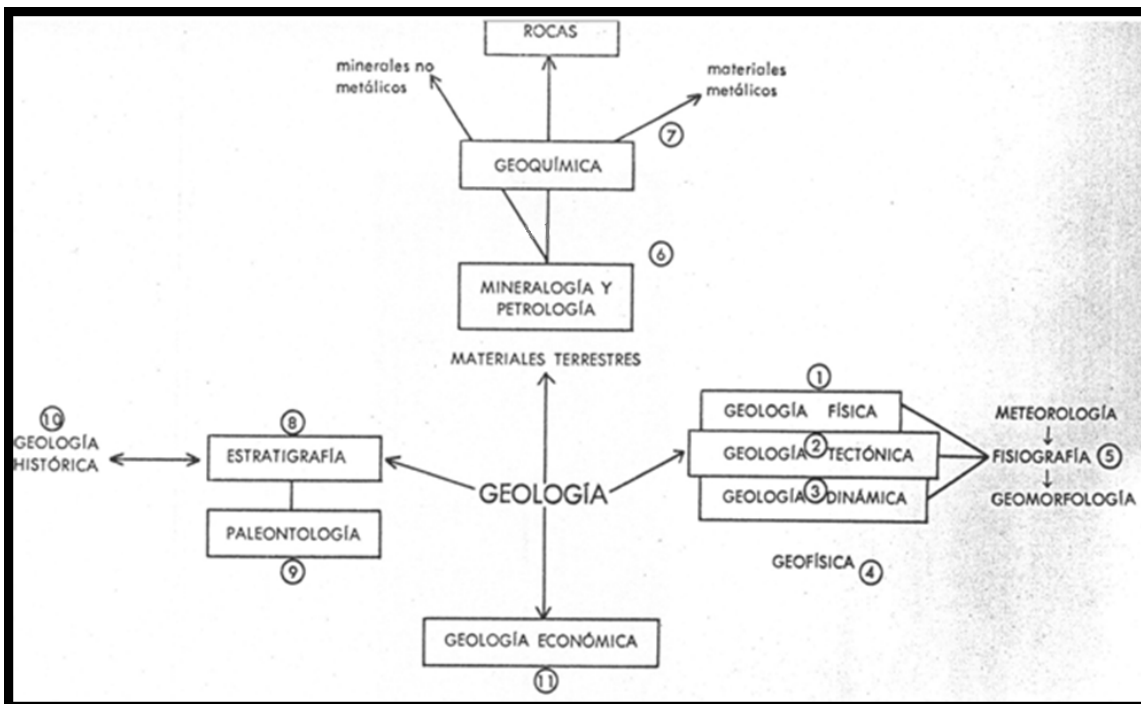 ROCAS
minerales no
metálicos
materiales
metálicos
7
GEOQUÍMICA
6
MINERALOGÍA Y
PETROLOGÍA
MATERIALES TERRESTRES
1
GEOLOGÍA FÍSICA
2
GEOLOGÍA TECTÓNICA
3
GEOLOGÍA DINÁMICA
METEOROLOGÍA
FISIOGRAFÍA 5
GEOMORFOLOGÍA
GEOFÍSICA 4
10
GEOLOGÍA
HISTÓRICA
8
ESTRATIGRAFÍA
PALEONTOLOGÍA
9
GEOLOGÍA
GEOLOGÍA ECONÓMICA
11